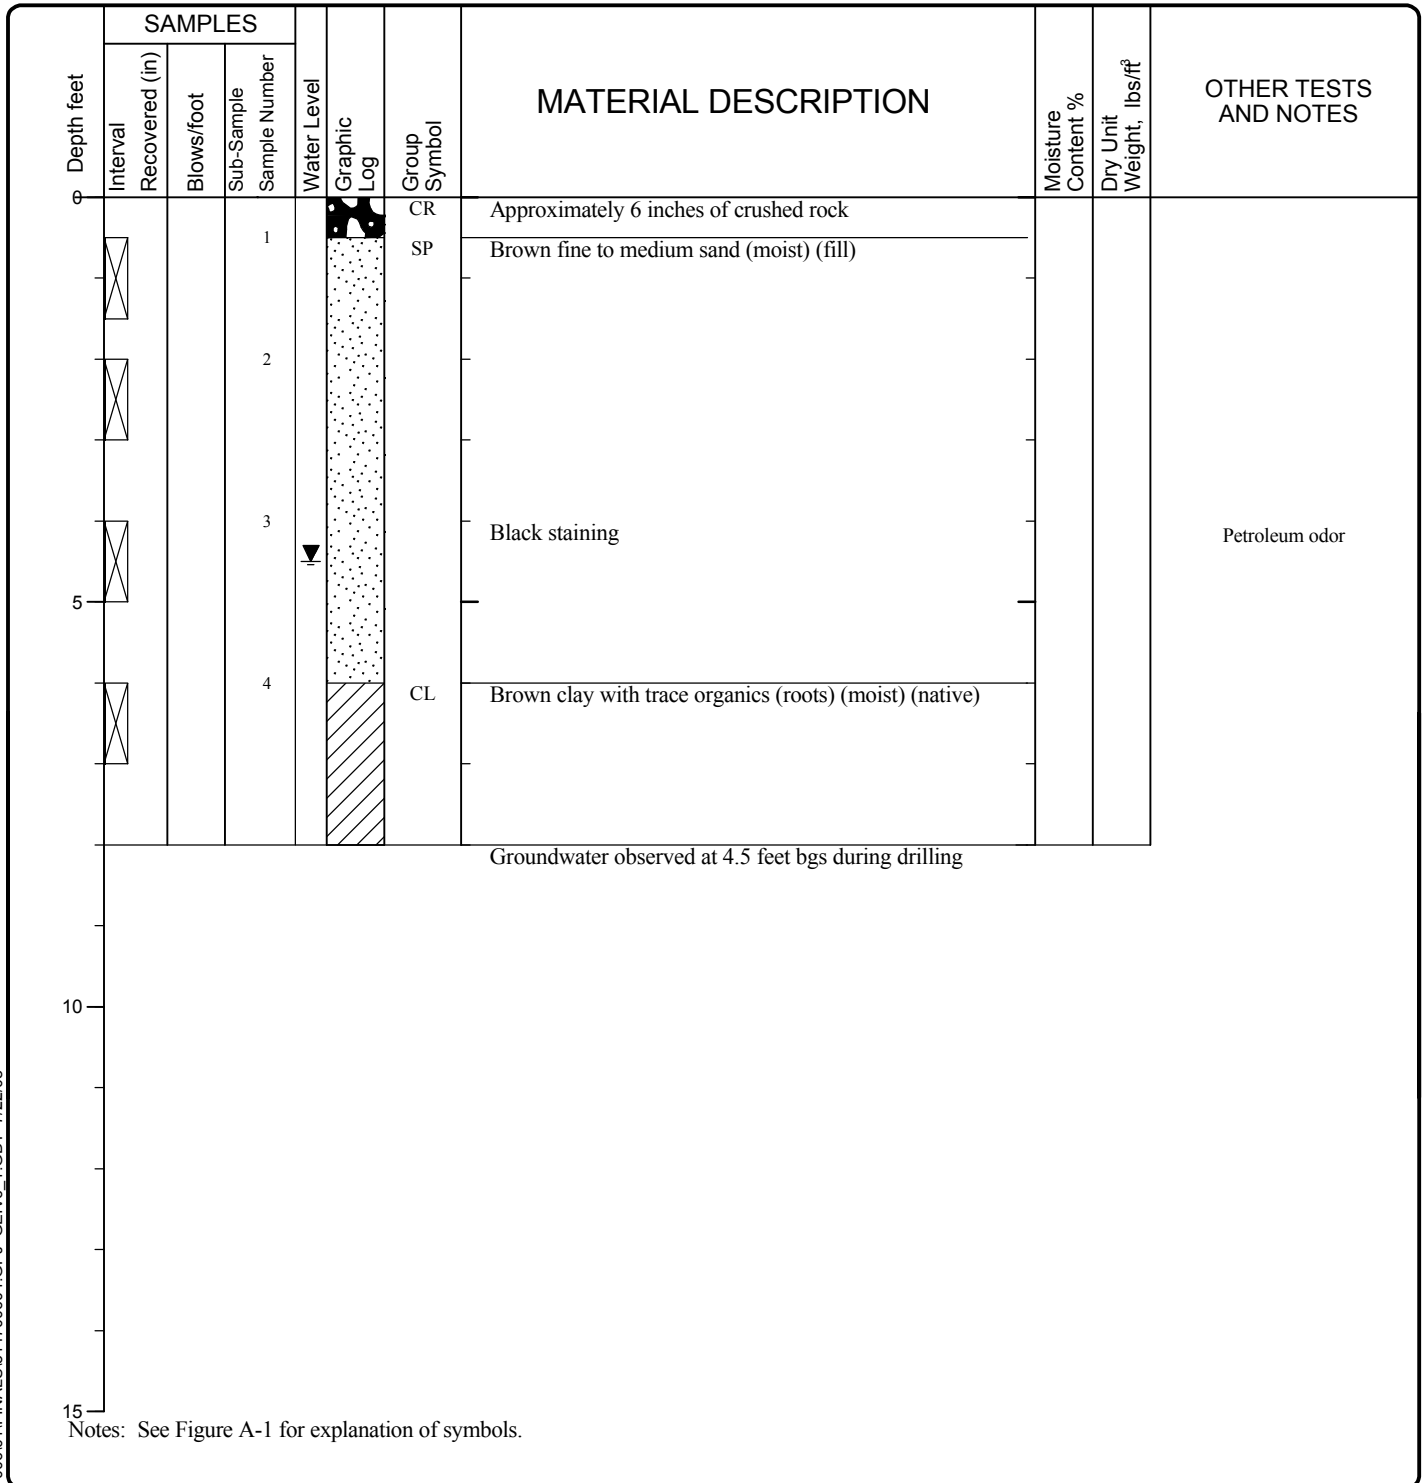 SAMPLES
Depth feet
Interval
Recovered (in)
Blows/foot
Sub-Sample
Sample Number
Water Level
Graphic
Log
Group
Symbol
MATERIAL DESCRIPTION
Moisture
Content %
Dry Unit
Weight, lbs/ft³
OTHER TESTS
AND NOTES
0
CR
Approximately 6 inches of crushed rock
1
SP
Brown fine to medium sand (moist) (fill)
2
3
Black staining
Petroleum odor
5
4
CL
Brown clay with trace organics (roots) (moist) (native)
Groundwater observed at 4.5 feet bgs during drilling
10
15
Notes: See Figure A-1 for explanation of symbols.